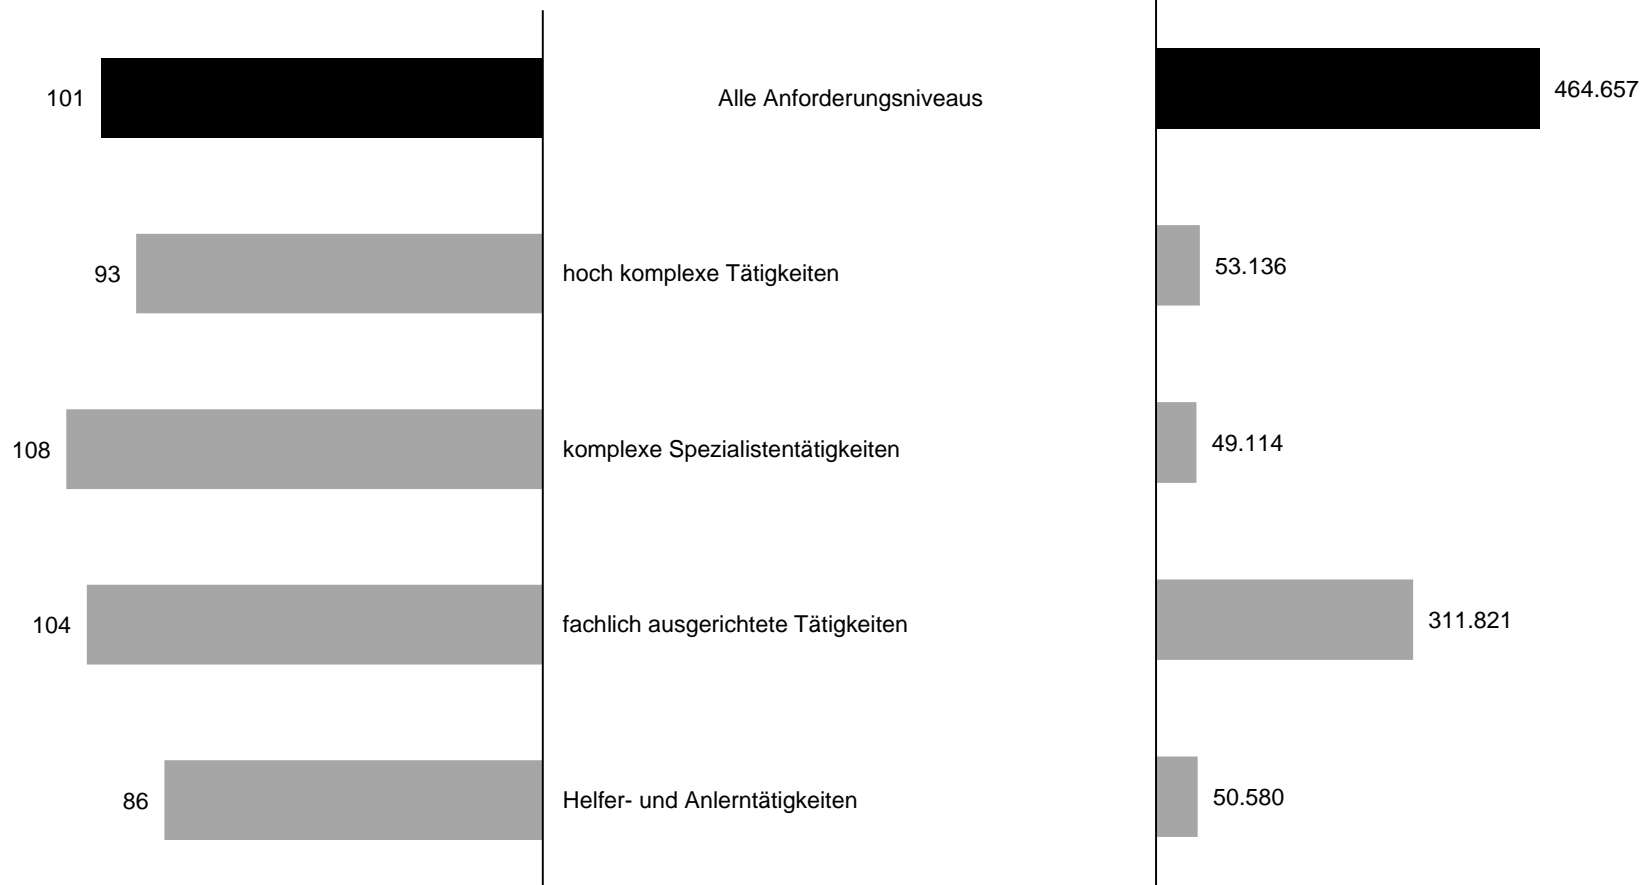 101 Alle Anforderungsniveaus 464.657
93 hoch komplexe Tätigkeiten 53.136
108 komplexe Spezialistentätigkeiten 49.114
104 fachlich ausgerichtete Tätigkeiten 311.821
86 Helfer- und Anlerntätigkeiten 50.580